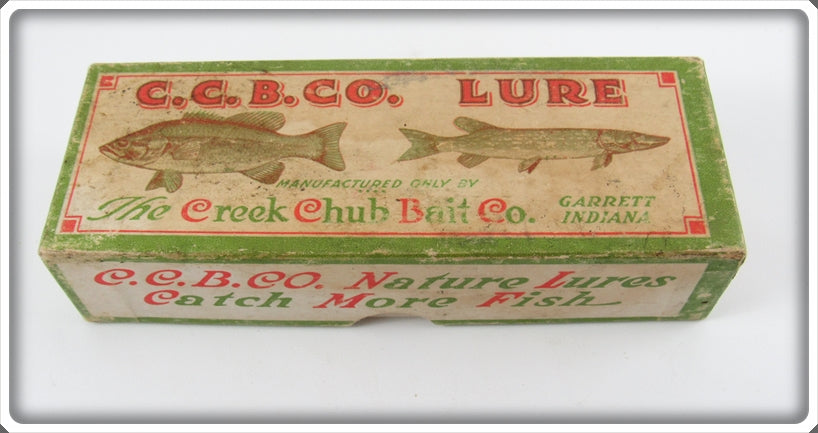 C.C.B.CO. LURE
MANUFACTURED ONLY BY
The Creek Chub Bait Co.
GARRETT
INDIANA
C.C.B.CO. Nature Lures
Catch More Fish